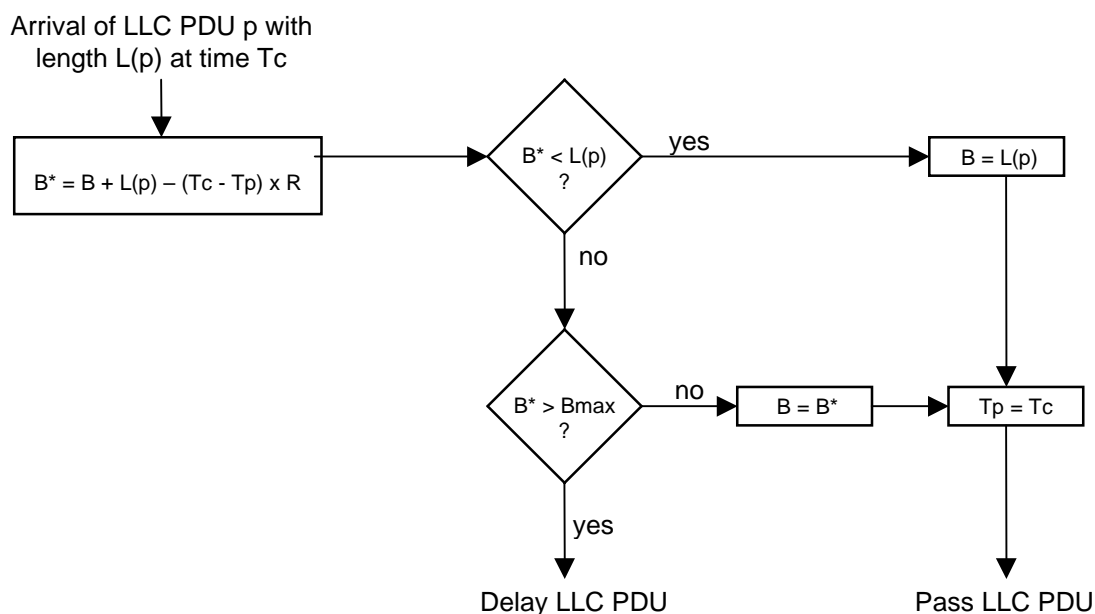 Arrival of LLC PDU p with
length L(p) at time Tc
B* = B + L(p) – (Tc - Tp) x R
B* < L(p)
?
yes
B = L(p)
no
B* > Bmax
?
no
B = B*
Tp = Tc
yes
Delay LLC PDU
Pass LLC PDU